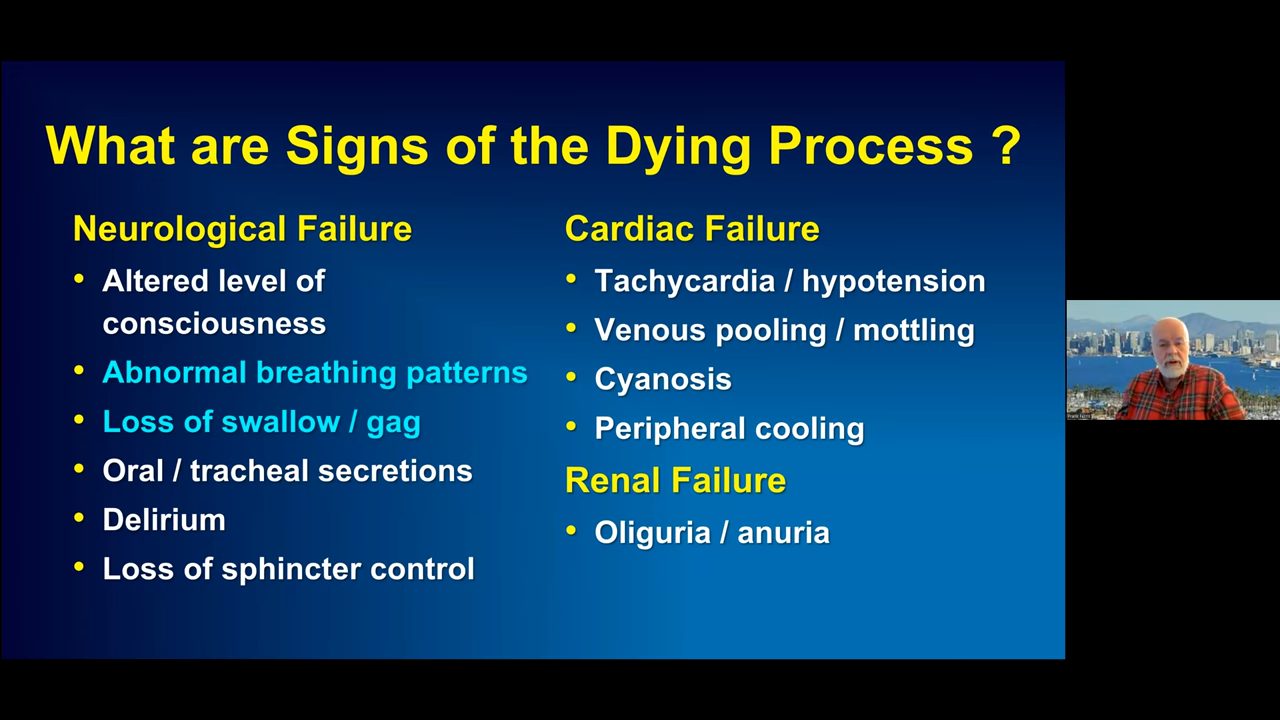 What are Signs of the Dying Process ?
Neurological Failure
• Altered level of
consciousness
• Abnormal breathing patterns
• Loss of swallow / gag
• Oral / tracheal secretions
• Delirium
• Loss of sphincter control
Cardiac Failure
• Tachycardia / hypotension
• Venous pooling / mottling
• Cyanosis
• Peripheral cooling
Renal Failure
• Oliguria / anuria